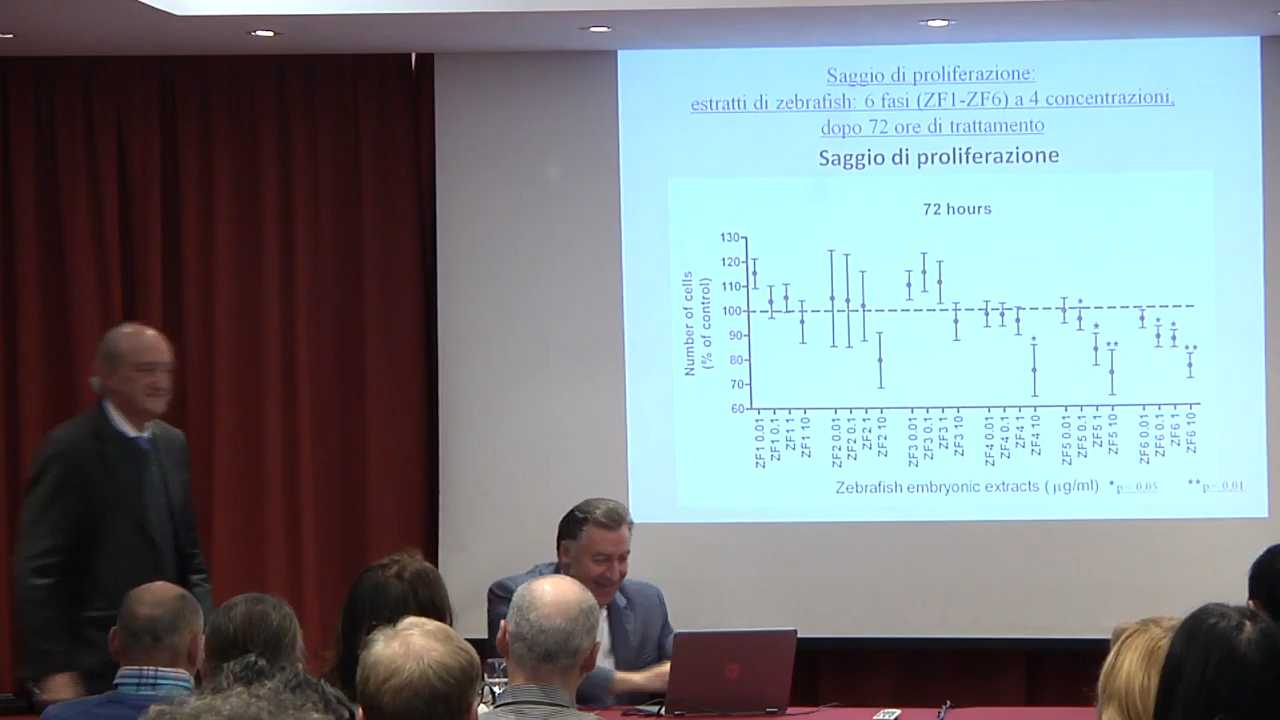 Saggio di proliferazione:
estratti di zebrafish: 6 fasi (ZF1-ZF6) a 4 concentrazioni,
dopo 72 ore di trattamento
Saggio di proliferazione
72 hours
Number of cells
(% of control)
130
120
110
100
90
80
70
60
* * * ** * * **
ZF1 0.01 ZF1 0.1 ZF1 1 ZF1 10 ZF2 0.01 ZF2 0.1 ZF2 1 ZF2 10 ZF3 0.01 ZF3 0.1 ZF3 1 ZF3 10 ZF4 0.01 ZF4 0.1 ZF4 1 ZF4 10 ZF5 0.01 ZF5 0.1 ZF5 1 ZF5 10 ZF6 0.01 ZF6 0.1 ZF6 1 ZF6 10
Zebrafish embryonic extracts (µg/ml) *p < 0.05 **p < 0.01